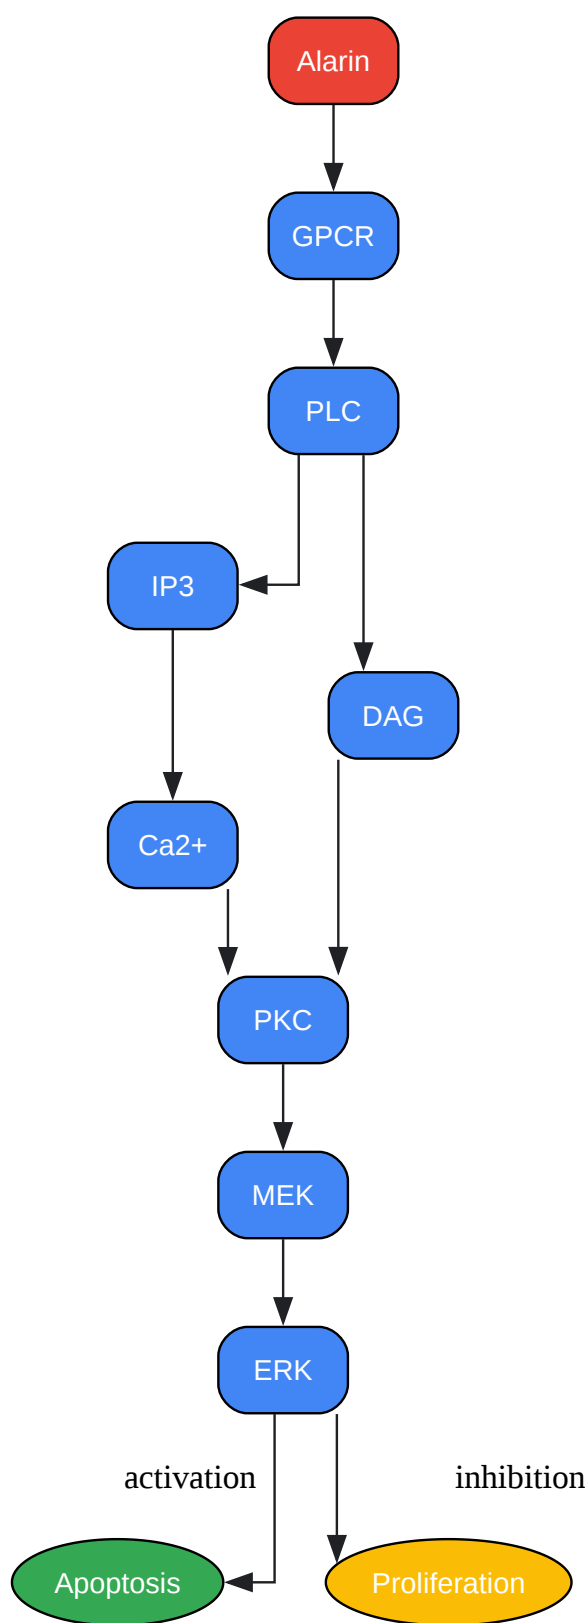 Alarin
GPCR
PLC
IP3
DAG
Ca2+
PKC
MEK
ERK
activation
inhibition
Apoptosis
Proliferation